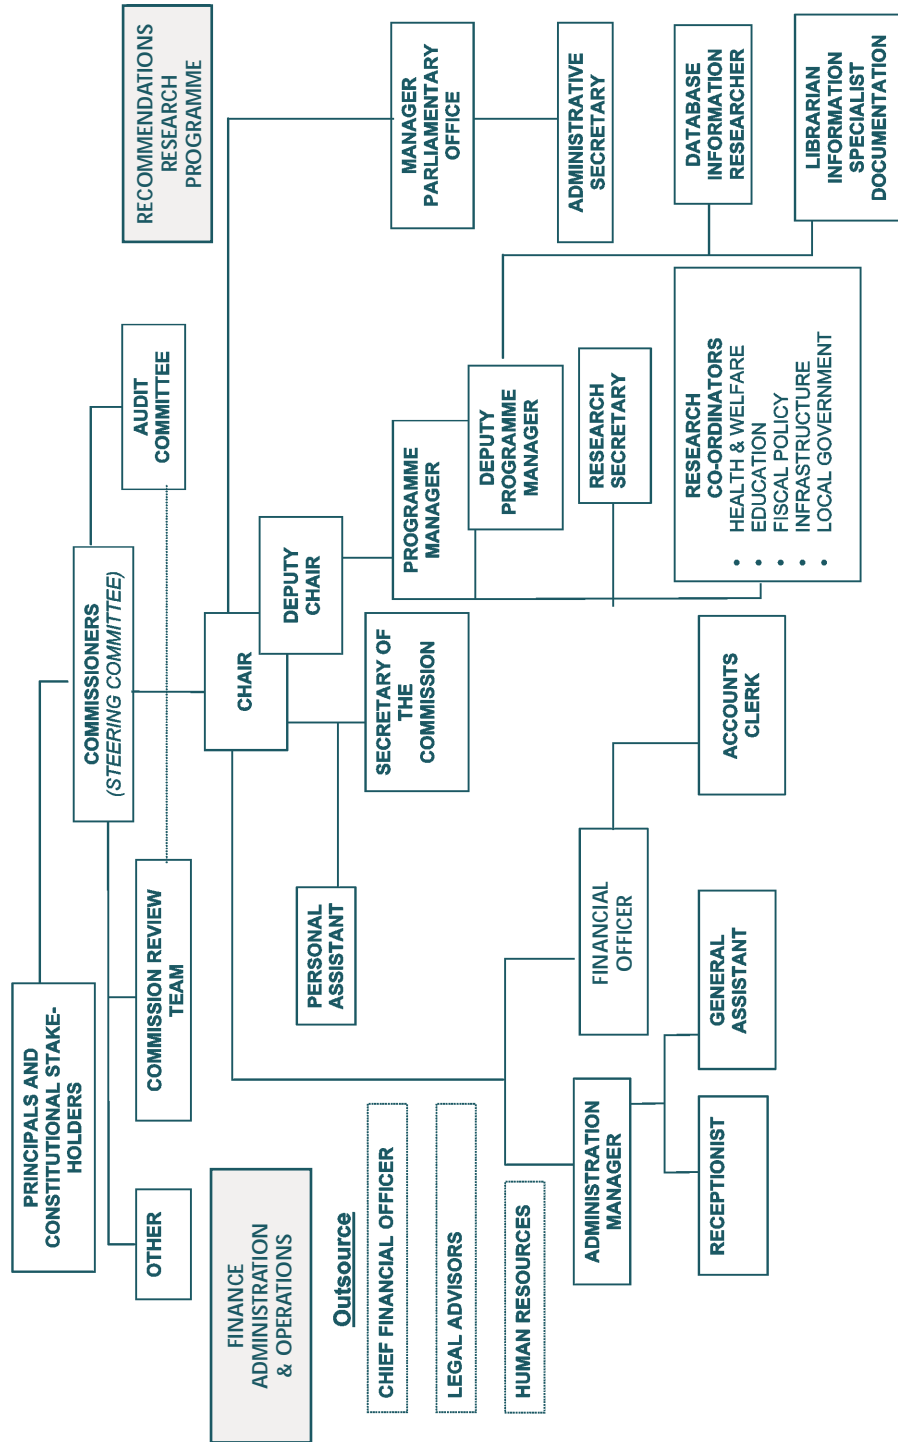 PRINCIPALS AND
CONSTITUTIONAL STAKE-
HOLDERS
COMMISSIONERS
(STEERING COMMITTEE)
AUDIT
COMMITTEE
RECOMMENDATIONS
RESEARCH
PROGRAMME
OTHER
COMMISSION REVIEW
TEAM
FINANCE
ADMINISTRATION
& OPERATIONS
CHAIR
DEPUTY
CHAIR
PERSONAL
ASSISTANT
SECRETARY OF
THE
COMMISSION
PROGRAMME
MANAGER
DEPUTY
PROGRAMME
MANAGER
MANAGER
PARLIAMENTARY
OFFICE
ADMINISTRATIVE
SECRETARY
Outsource
CHIEF FINANCIAL OFFICER
LEGAL ADVISORS
HUMAN RESOURCES
ADMINISTRATION
MANAGER
FINANCIAL
OFFICER
RESEARCH
SECRETARY
RECEPTIONIST
GENERAL
ASSISTANT
ACCOUNTS
CLERK
RESEARCH
CO-ORDINATORS
• HEALTH & WELFARE
• EDUCATION
• FISCAL POLICY
• INFRASTRUCTURE
• LOCAL GOVERNMENT
DATABASE
INFORMATION
RESEARCHER
LIBRARIAN
INFORMATION
SPECIALIST
DOCUMENTATION